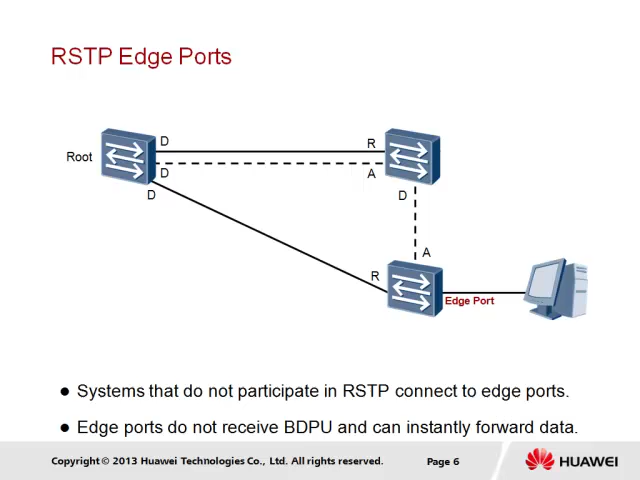 RSTP Edge Ports
D
R
Root
D
A
D
D
A
R
Edge Port
● Systems that do not participate in RSTP connect to edge ports.
● Edge ports do not receive BDPU and can instantly forward data.
Copyright © 2013 Huawei Technologies Co., Ltd. All rights reserved.
Page 6
HUAWEI